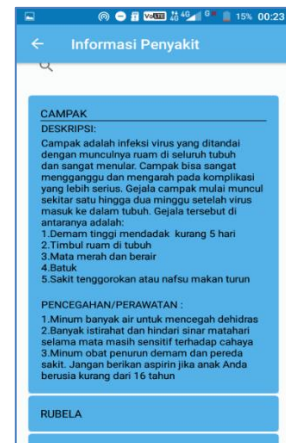 VoLTE 4G 4G 15% 00:23
Informasi Penyakit
CAMPAK
DESKRIPSI:
Campak adalah infeksi virus yang ditandai
dengan munculnya ruam di seluruh tubuh
dan sangat menular. Campak bisa sangat
mengganggu dan mengarah pada komplikasi
yang lebih serius. Gejala campak mulai muncul
sekitar satu hingga dua minggu setelah virus
masuk ke dalam tubuh. Gejala tersebut di
antaranya adalah:
1.Demam tinggi mendadak kurang 5 hari
2.Timbul ruam di tubuh
3.Mata merah dan berair
4.Batuk
5.Sakit tenggorokan atau nafsu makan turun
PENCEGAHAN/PERAWATAN :
1.Minum banyak air untuk mencegah dehidras
2.Banyak istirahat dan hindari sinar matahari
selama mata masih sensitif terhadap cahaya
3.Minum obat penurun demam dan pereda
sakit. Jangan berikan aspirin jika anak Anda
berusia kurang dari 16 tahun
RUBELA